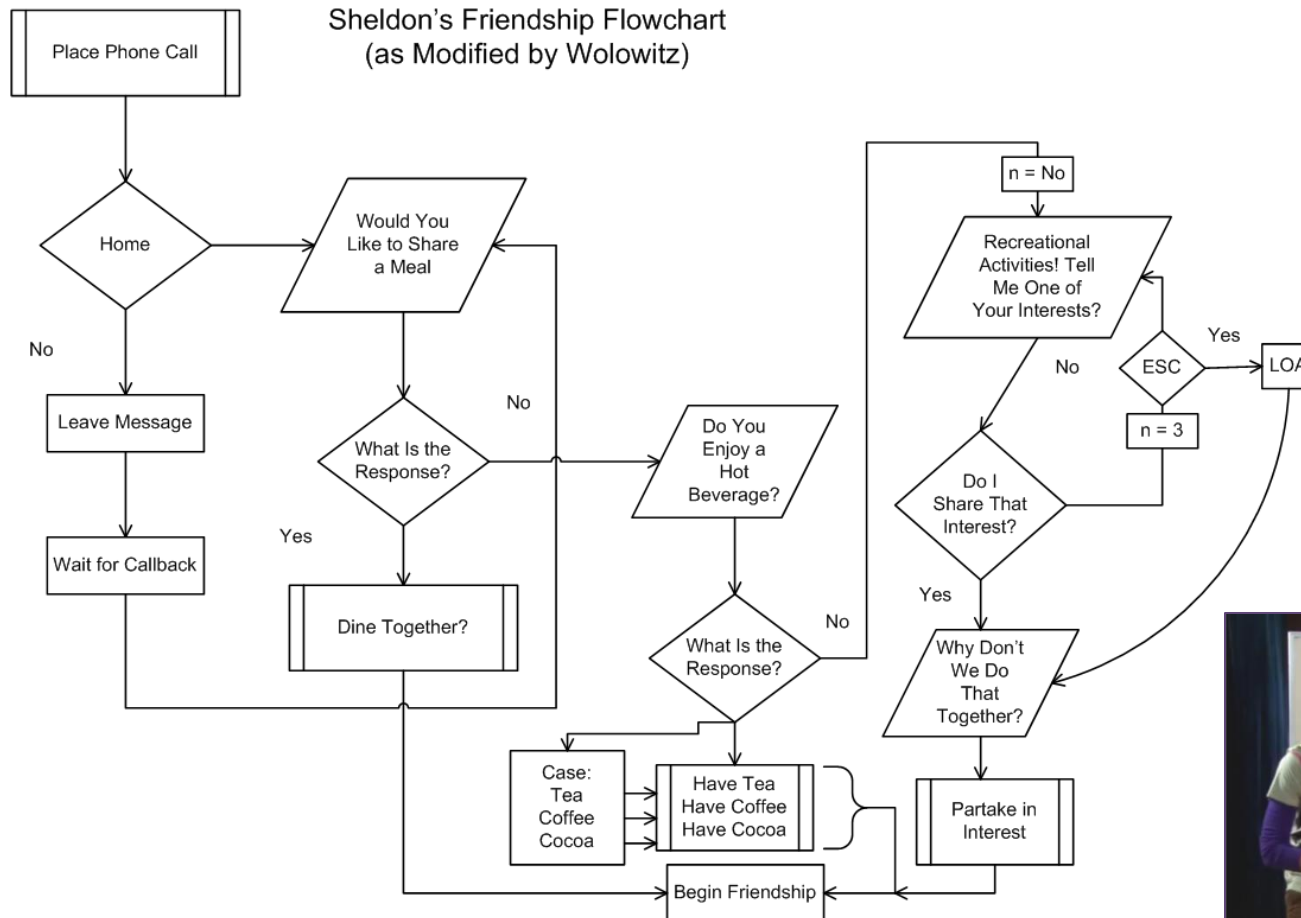 Sheldon's Friendship Flowchart
(as Modified by Wolowitz)
Place Phone Call
Home
No
Leave Message
Wait for Callback
Would You
Like to Share
a Meal
What Is the
Response?
No
Yes
Dine Together?
Do You
Enjoy a
Hot
Beverage?
What Is the
Response?
No
Case:
Tea
Coffee
Cocoa
Have Tea
Have Coffee
Have Cocoa
Begin Friendship
n = No
Recreational
Activities! Tell
Me One of
Your Interests?
No
ESC
Yes
n = 3
Do I
Share That
Interest?
Yes
Why Don't
We Do
That
Together?
Partake in
Interest